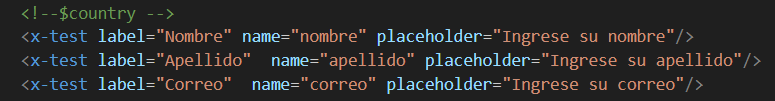 <!--$country -->
<x-test label="Nombre" name="nombre" placeholder="Ingrese su nombre"/>
<x-test label="Apellido"  name="apellido" placeholder="Ingrese su apellido"/>
<x-test label="Correo"  name="correo" placeholder="Ingrese su correo"/>